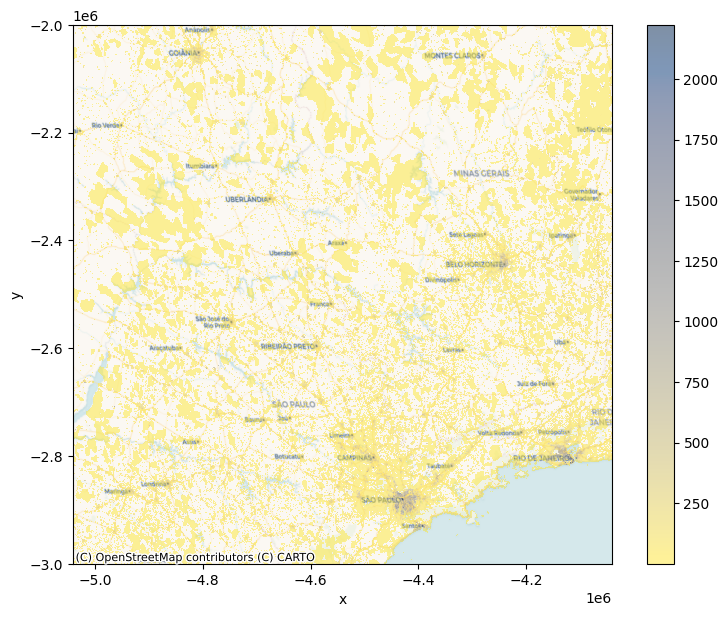 1e6
−2.0
−2.2
−2.4
−2.6
−2.8
−3.0
y
Anápolis
GOIÂNIA
MONTES CLAROS
Rio Verde
Teófilo Oton
Itumbiara
MINAS GERAIS
UBERLÂNDIA
Governador
Valadares
Sete Lagoas
Ipatinga
Araxá
Uberaba
BELO HORIZONTE
Divinópolis
Franca
São José do
Rio Preto
Araçatuba
RIBEIRÃO PRETO
Lavras
Ubá
Juiz de Fora
SÃO PAULO
RIO D
JANEI
Bauru
Jaú
Limeira
Volta Redonda
Petrópolis
Assis
Botucatu
CAMPINAS
Taubaté
RIO DE JANEIRO
Londrina
Maringá
SÃO PAULO
Santos
(C) OpenStreetMap contributors (C) CARTO
−5.0
−4.8
−4.6
−4.4
−4.2
1e6
x
2000
1750
1500
1250
1000
750
500
250